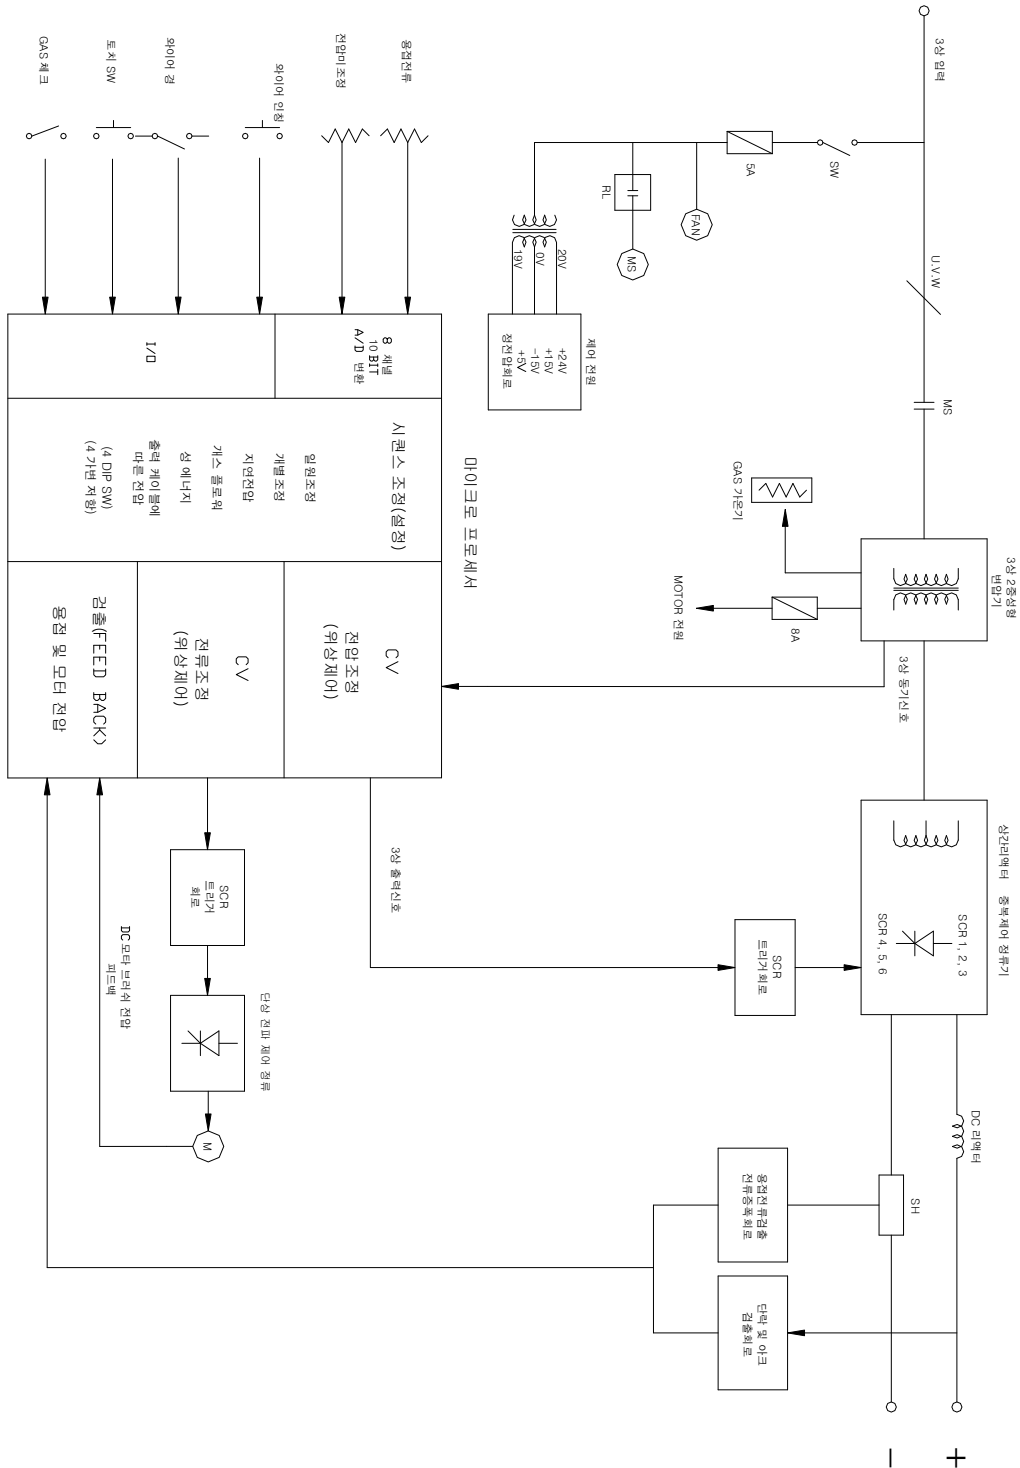 3상 입력
U.V.W
MS
3상 2중성형
변압기
상간리액터
중복제어 정류기
SCR 1, 2, 3
SCR 4, 5, 6
DC 리액터
SH
+
-
SW
5A
FAN
RL
MS
20V
0V
19V
제어 전원
+24V
+15V
-15V
+5V
정전압회로
GAS 가온기
8A
MOTOR 전원
3상 동기신호
SCR
트리거회로
용접전류검출
전류증폭회로
단락 및 아크
검출회로
용접전류
전압미조정
와이어 인칭
와이어 경
토치 SW
GAS 체크
마이크로 프로세서
8 채널
10 BIT
A/D 변환
I/O
시퀀스 조정(설정)
일원조정
개별조정
지연전압
개스 플로워
성 에너지
출력 케이블에
따른 전압
(4 DIP SW)
(4 가변 저항)
CV
전압조정
(위상제어)
CV
전류조정
(위상제어)
검출(FEED BACK)
용접 및 모터 전압
3상 출력신호
SCR
트리거
회로
단상 전파 제어 정류
M
DC모타 브러쉬 전압
피드백